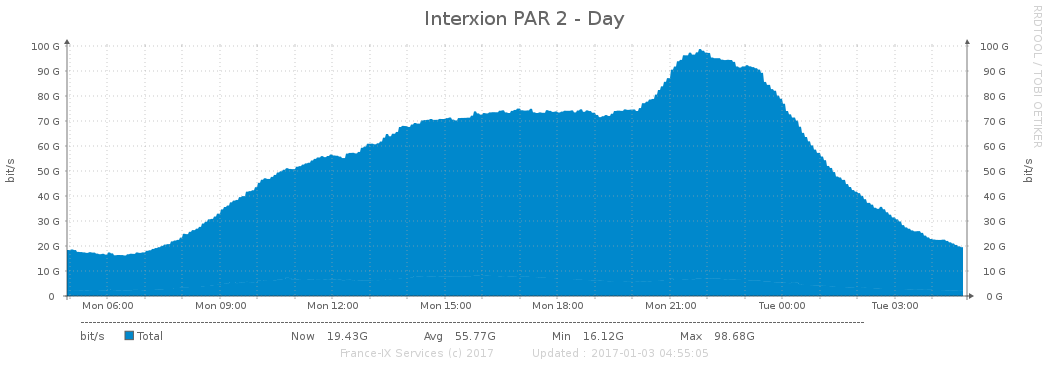 Interxion PAR 2 - Day
RRDTOOL / TOBI OETIKER
bit/s
100 G
90 G
80 G
70 G
60 G
50 G
40 G
30 G
20 G
10 G
0
100 G
90 G
80 G
70 G
60 G
50 G
40 G
30 G
20 G
10 G
0 G
bit/s
Mon 06:00 Mon 09:00 Mon 12:00 Mon 15:00 Mon 18:00 Mon 21:00 Tue 00:00 Tue 03:00
bit/s Total Now 19.43G Avg 55.77G Min 16.12G Max 98.68G
France-IX Services (c) 2017 Updated : 2017-01-03 04:55:05